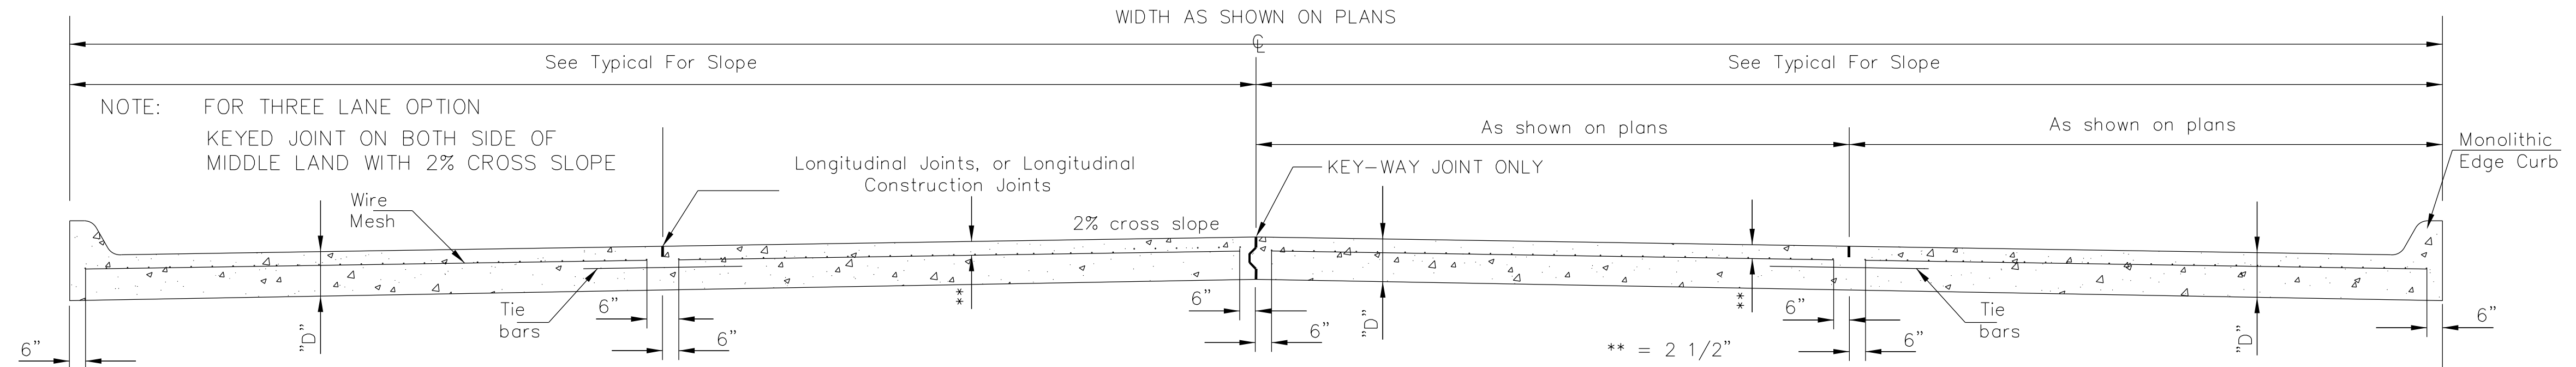 WIDTH AS SHOWN ON PLANS
℄
See Typical For Slope
See Typical For Slope
NOTE: FOR THREE LANE OPTION
KEYED JOINT ON BOTH SIDE OF
MIDDLE LAND WITH 2% CROSS SLOPE
As shown on plans
As shown on plans
Monolithic
Edge Curb
Longitudinal Joints, or Longitudinal
Construction Joints
KEY-WAY JOINT ONLY
Wire
Mesh
2% cross slope
Tie
bars
6"
6"
"D"
6"
6"
**
6"
6"
"D"
**
** = 2 1/2"
6"
6"
Tie
bars
"D"
6"